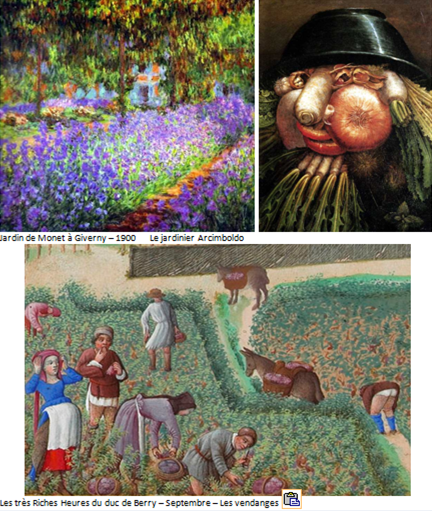 Jardin de Monet à Giverny – 1900 Le jardinier Arcimboldo
Les très Riches Heures du duc de Berry – Septembre – Les vendanges